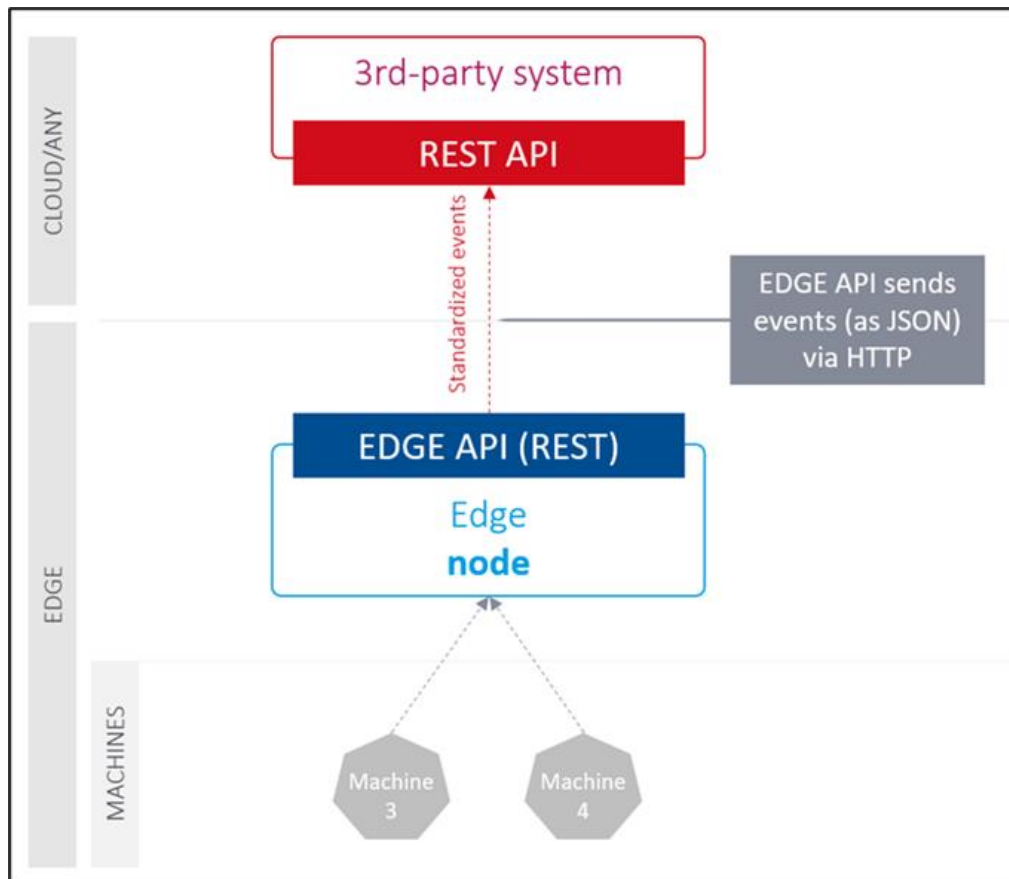 CLOUD/ANY
3rd-party system
REST API
Standardized events
EDGE API sends
events (as JSON)
via HTTP
EDGE
EDGE API (REST)
Edge
node
MACHINES
Machine
3
Machine
4